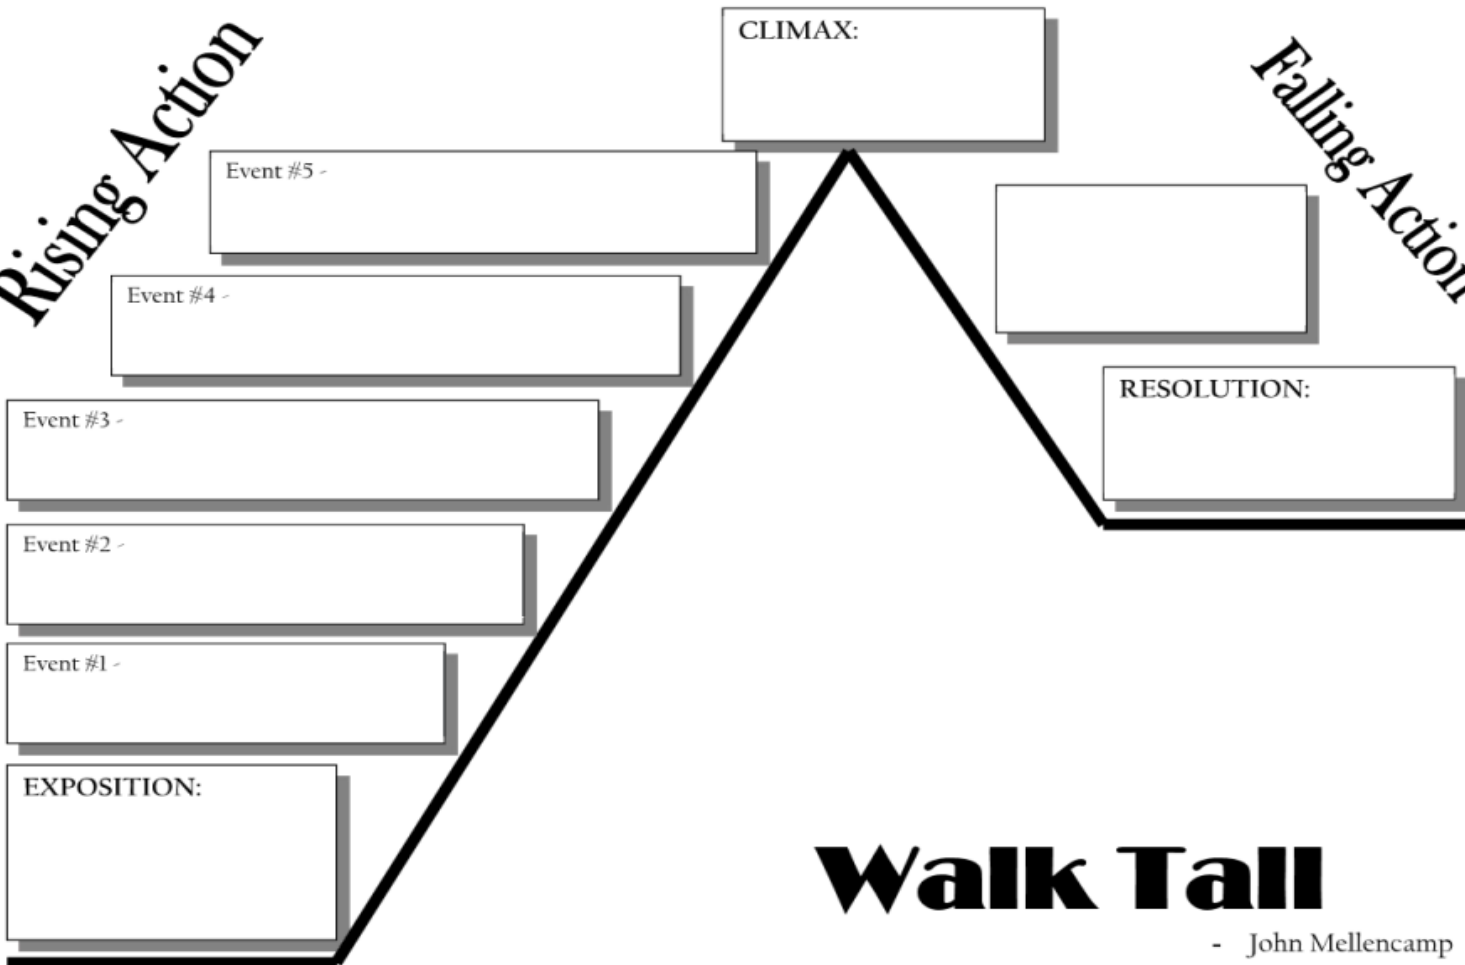 Rising Action
CLIMAX:
Falling Action
Event #5 -
Event #4 -
RESOLUTION:
Event #3 -
Event #2 -
Event #1 -
EXPOSITION:
Walk Tall
- John Mellencamp